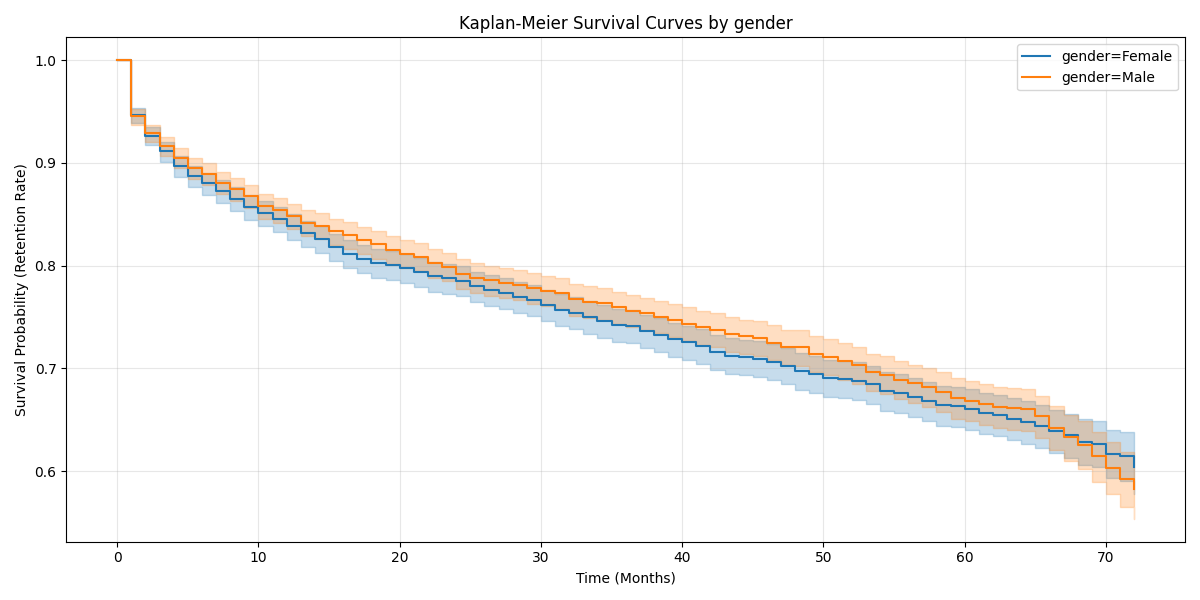 Kaplan-Meier Survival Curves by gender
gender=Female
gender=Male
Survival Probability (Retention Rate)
1.0
0.9
0.8
0.7
0.6
0 10 20 30 40 50 60 70
Time (Months)